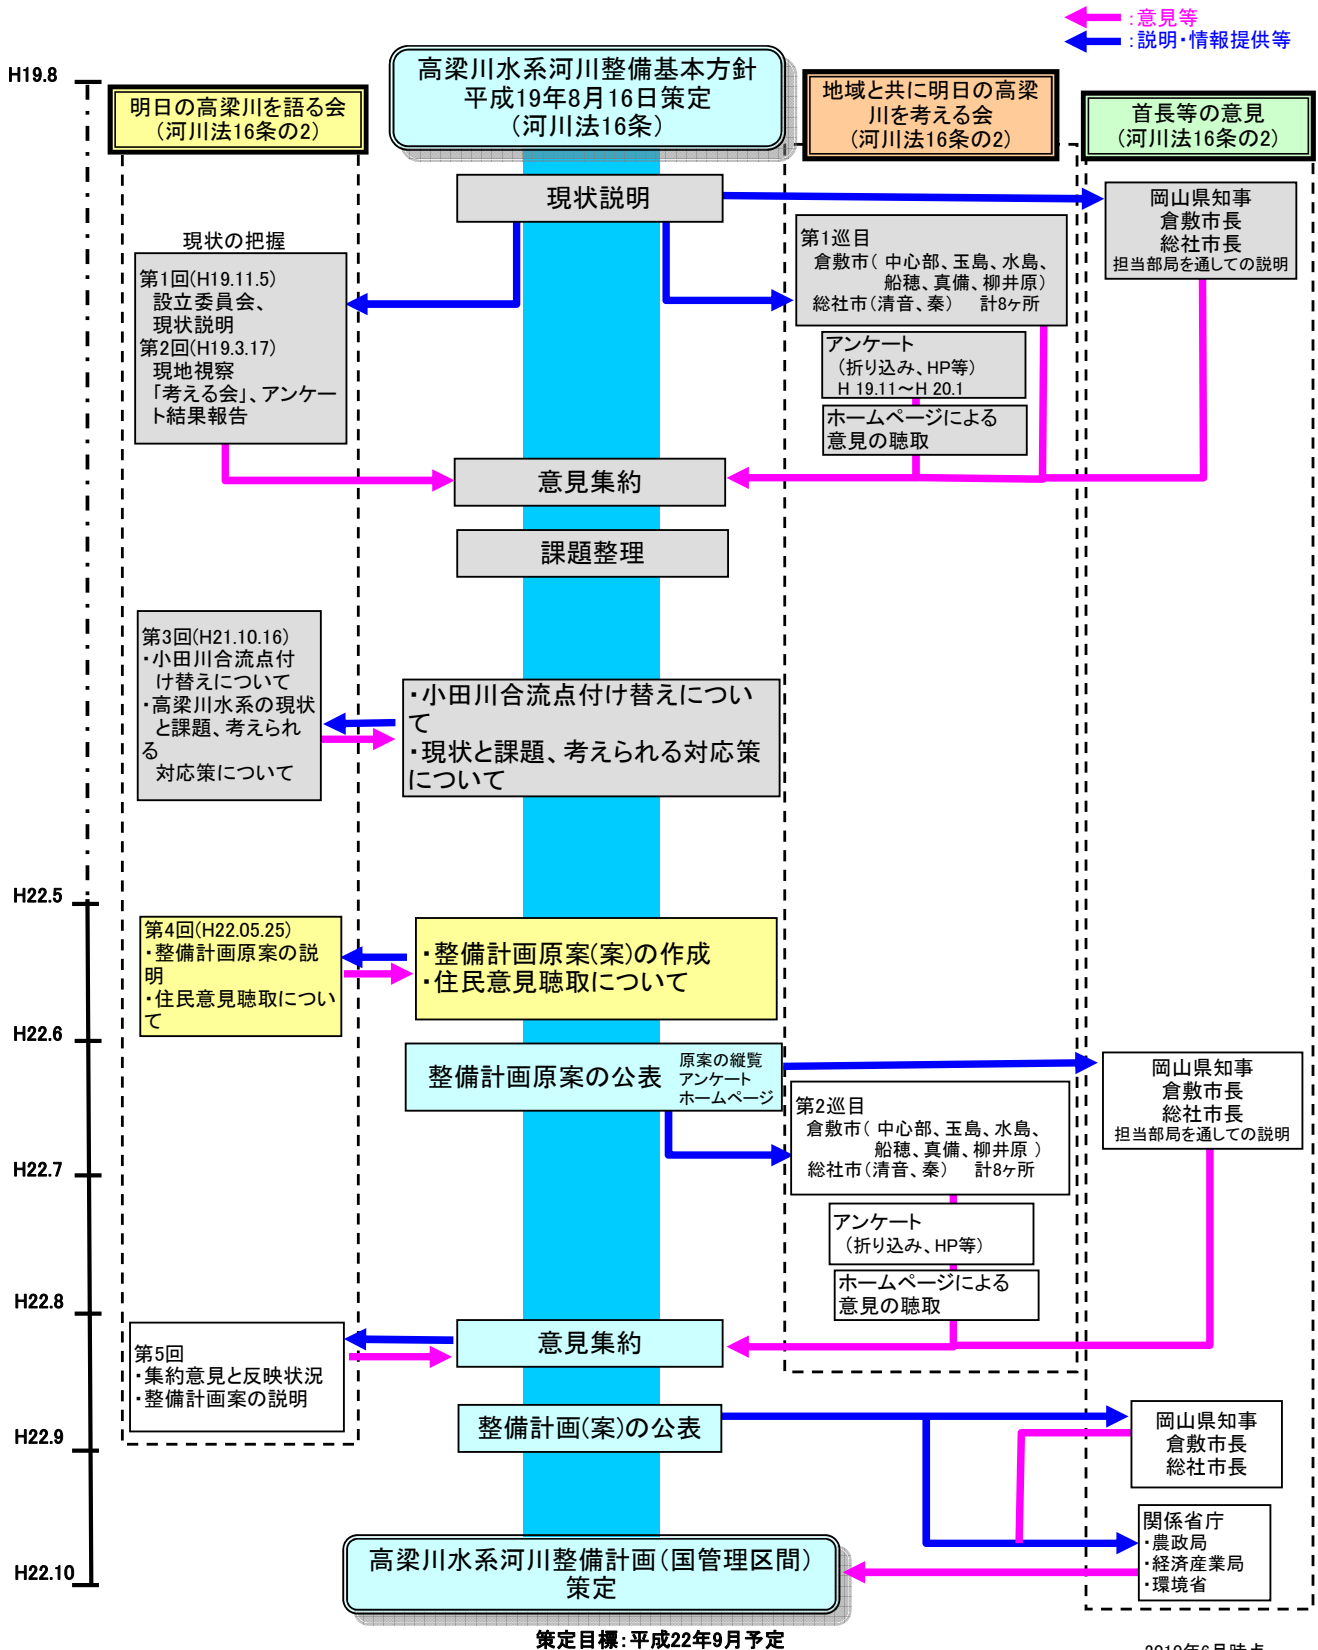 ：意見等
：説明・情報提供等
H19.8
高梁川水系河川整備基本方針
平成19年8月16日策定
（河川法16条）
明日の高梁川を語る会
（河川法16条の2）
地域と共に明日の高梁
川を考える会
（河川法16条の2）
首長等の意見
（河川法16条の2）
現状説明
岡山県知事
倉敷市長
総社市長
担当部局を通しての説明
第1巡目
倉敷市（ 中心部、玉島、水島、
船穂、真備、柳井原）
総社市（清音、秦） 計8ヶ所
現状の把握
第1回(H19.11.5)
設立委員会、
現状説明
第2回(H19.3.17)
現地視察
「考える会」、アンケー
ト結果報告
アンケート
（折り込み、HP等）
H 19.11～H 20.1
ホームページによる
意見の聴取
意見集約
課題整理
第3回(H21.10.16)
・小田川合流点付
け替えについて
・高梁川水系の現状
と課題、考えられ
る
対応策について
・小田川合流点付け替えについ
て
・現状と課題、考えられる対応策
について
H22.5
第4回(H22.05.25)
・整備計画原案の説
明
・住民意見聴取につい
て
・整備計画原案(案)の作成
・住民意見聴取について
H22.6
整備計画原案の公表
原案の縦覧
アンケート
ホームページ
岡山県知事
倉敷市長
総社市長
担当部局を通しての説明
第2巡目
倉敷市（ 中心部、玉島、水島、
船穂、真備、柳井原 ）
総社市（清音、秦） 計8ヶ所
H22.7
アンケート
（折り込み、HP等）
ホームページによる
意見の聴取
H22.8
意見集約
第5回
・集約意見と反映状況
・整備計画案の説明
整備計画(案)の公表
岡山県知事
倉敷市長
総社市長
H22.9
関係省庁
・農政局
・経済産業局
・環境省
高梁川水系河川整備計画（国管理区間）
策定
H22.10
策定目標：平成22年9月予定
2010年6月時点